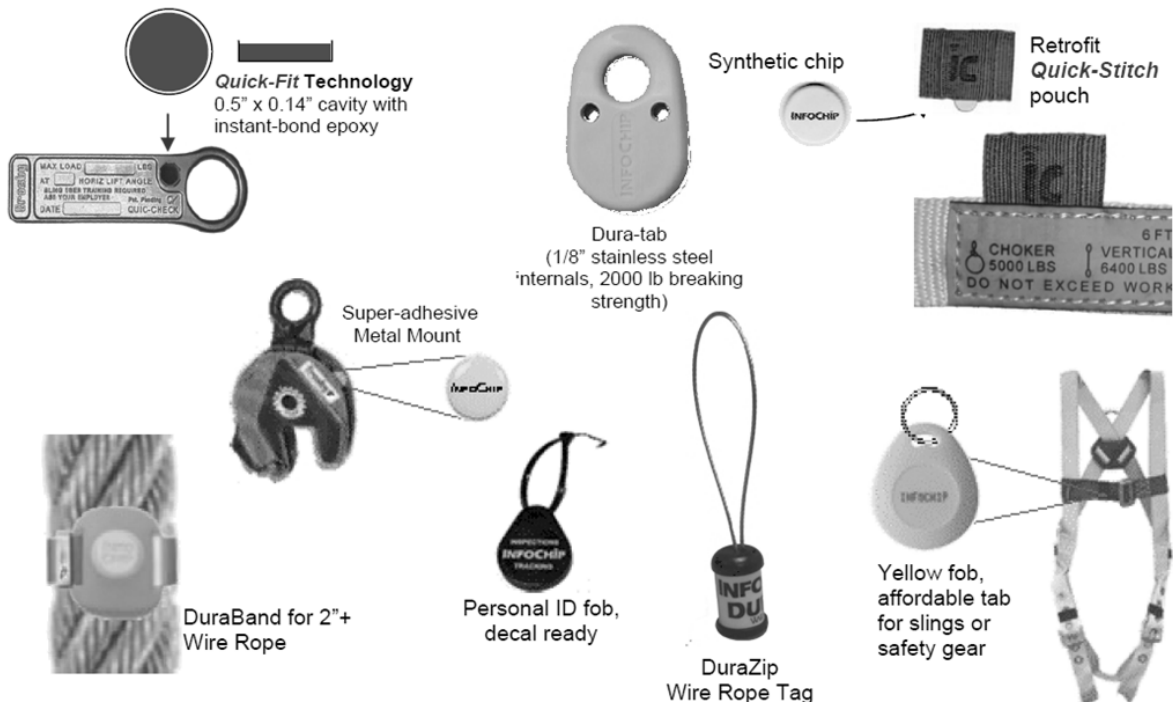 Quick-Fit Technology
0.5" x 0.14" cavity with
instant-bond epoxy
Crosby
MAX LOAD LBS
AT HORIZ LIFT ANGLE
SLING USER TRAINING REQUIRED
ASK YOUR EMPLOYER Pat. Pending
DATE QUIC-CHECK
INFOCHIP
Dura-tab
(1/8" stainless steel
internals, 2000 lb breaking
strength)
Synthetic chip
INFOCHIP
ic
Retrofit
Quick-Stitch
pouch
ic
6 FT
CHOKER
5000 LBS
VERTICAL
6400 LBS
DO NOT EXCEED WORK
Super-adhesive
Metal Mount
INFOCHIP
DuraBand for 2"+
Wire Rope
INSPECTIONS
INFOCHIP
TRACKING
Personal ID fob,
decal ready
INFO
DU
DuraZip
Wire Rope Tag
INFOCHIP
Yellow fob,
affordable tab
for slings or
safety gear